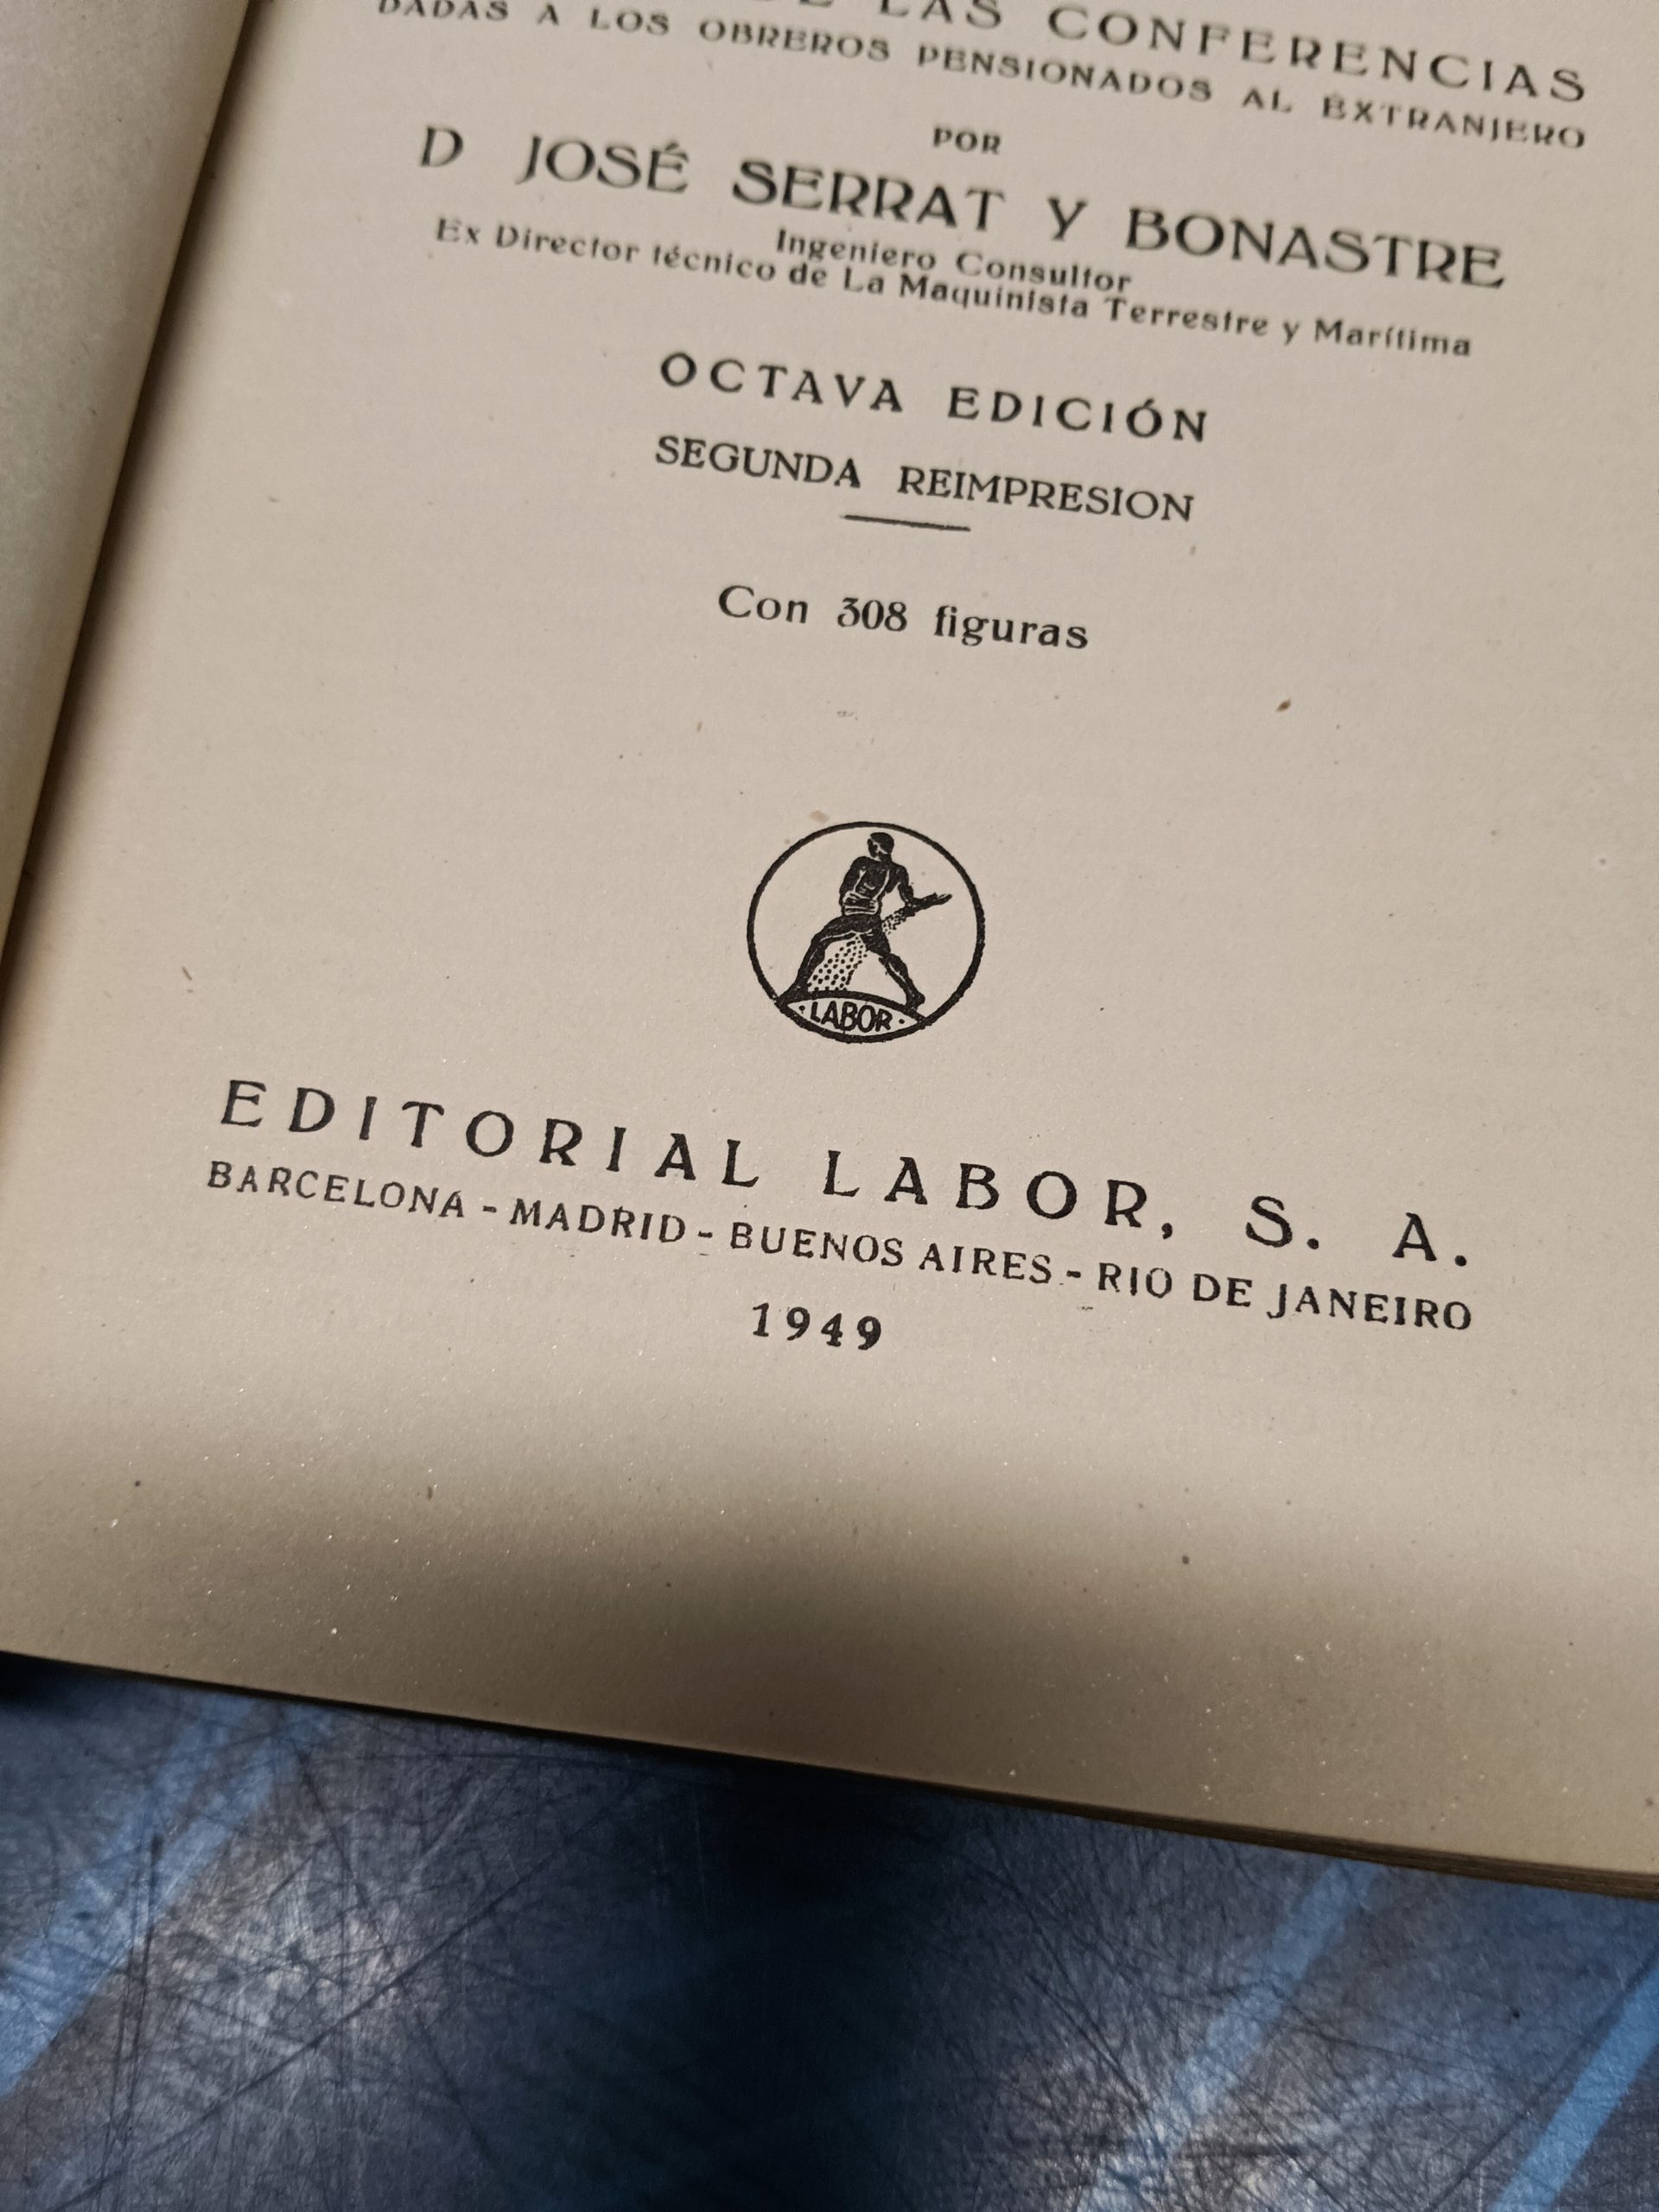 DE LAS CONFERENCIAS
DADAS A LOS OBREROS PENSIONADOS AL EXTRANJERO
POR
D JOSÉ SERRAT Y BONASTRE
Ingeniero Consultor
Ex Director técnico de La Maquinista Terrestre y Marítima
OCTAVA EDICIÓN
SEGUNDA REIMPRESION
Con 308 figuras
·LABOR·
EDITORIAL LABOR, S. A.
BARCELONA - MADRID - BUENOS AIRES - RIO DE JANEIRO
1949